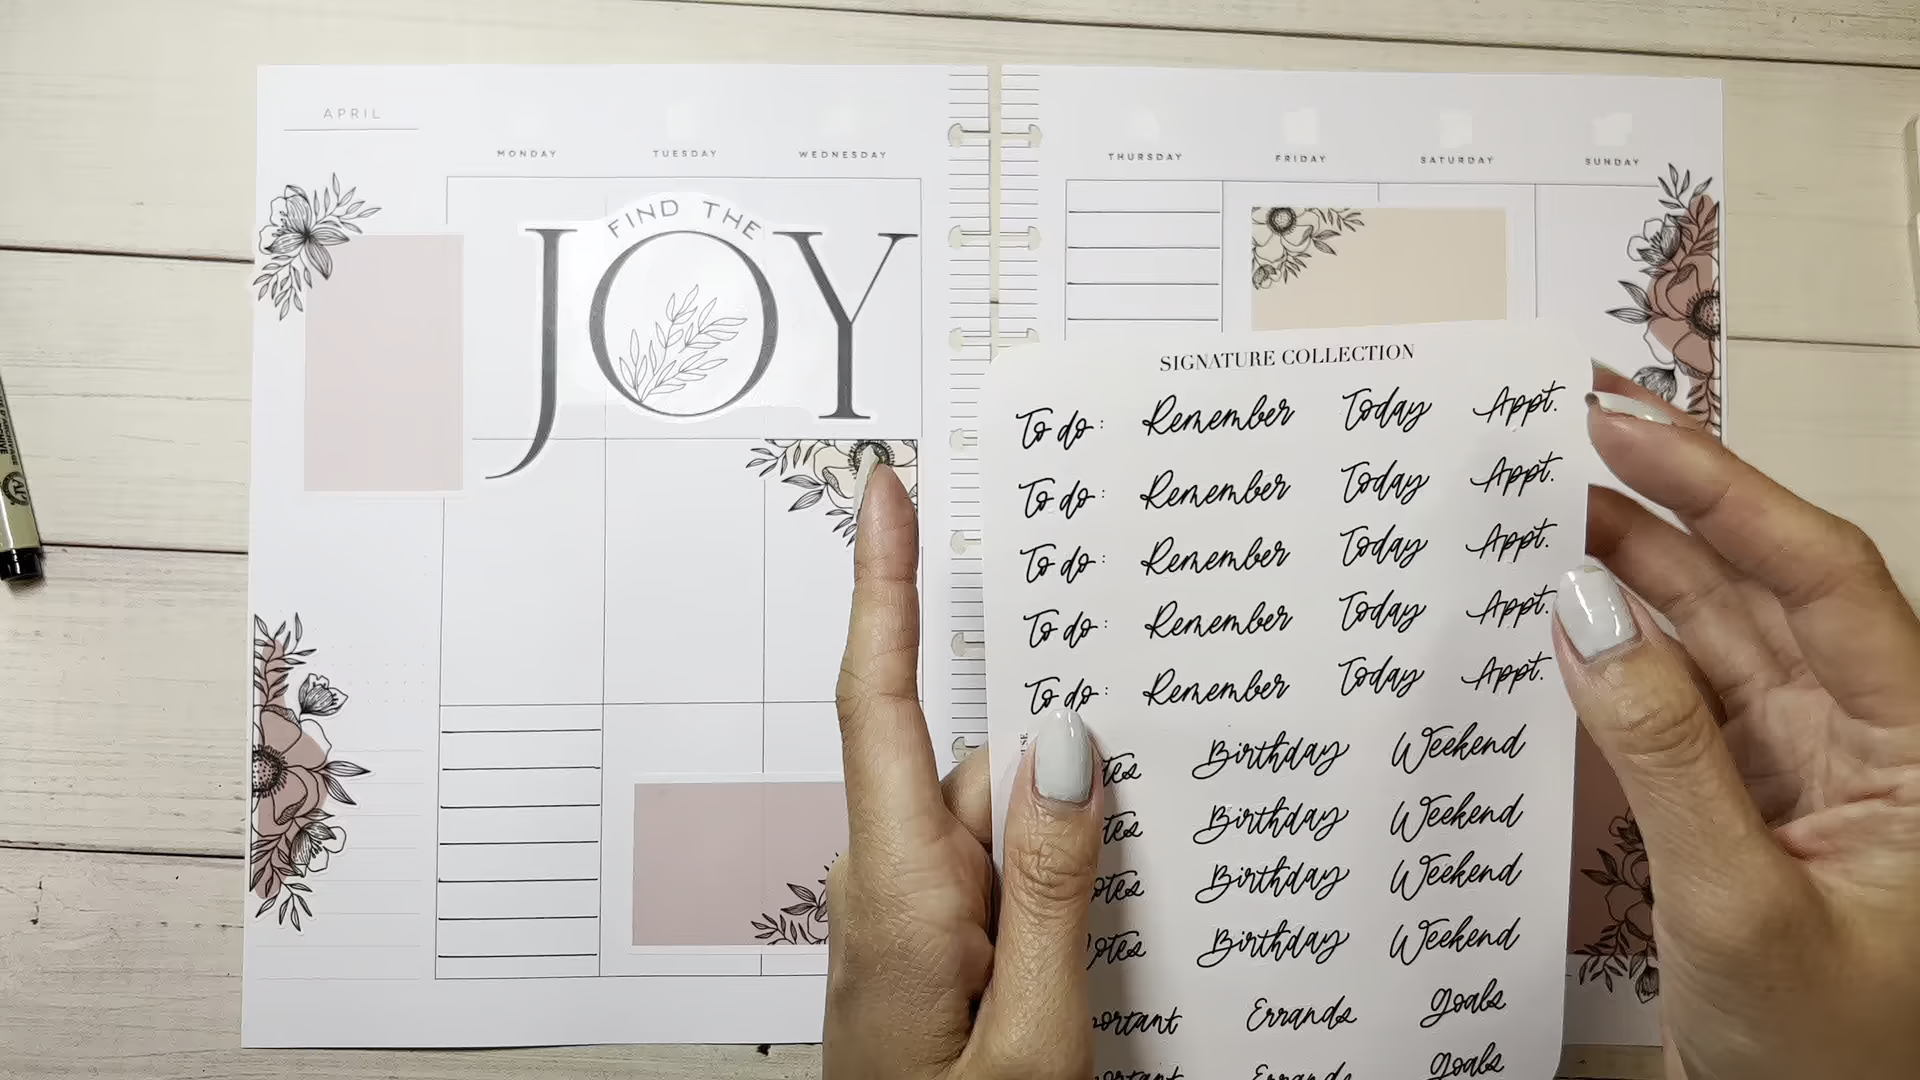 APRIL
MONDAY TUESDAY WEDNESDAY
THURSDAY FRIDAY SATURDAY SUNDAY
FIND THE
JOY
SIGNATURE COLLECTION
To do: Remember Today Appt.
To do: Remember Today Appt.
To do: Remember Today Appt.
To do: Remember Today Appt.
To do: Remember Today Appt.
Birthday Weekend
Birthday Weekend
Birthday Weekend
Birthday Weekend
Errands goals
goals